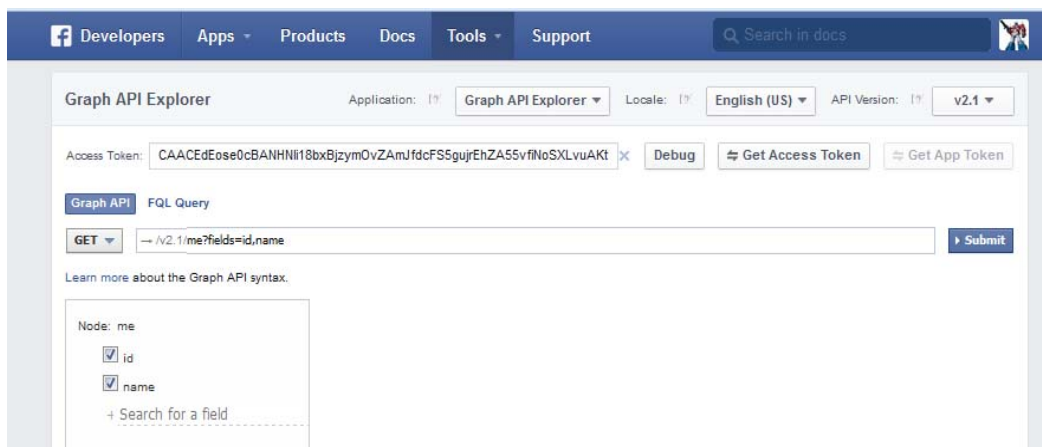 Developers Apps Products Docs Tools Support Search in docs
Graph API Explorer Application: [?] Graph API Explorer Locale: [?] English (US) API Version: [?] v2.1
Access Token: CAACEdEose0cBANHNli18bxBjzymOvZAmJfdcFS5gujrEhZA55vfiNoSXLvuAKt × Debug Get Access Token Get App Token
Graph API FQL Query
GET → /v2.1/me?fields=id,name Submit
Learn more about the Graph API syntax.
Node: me
id
name
+ Search for a field